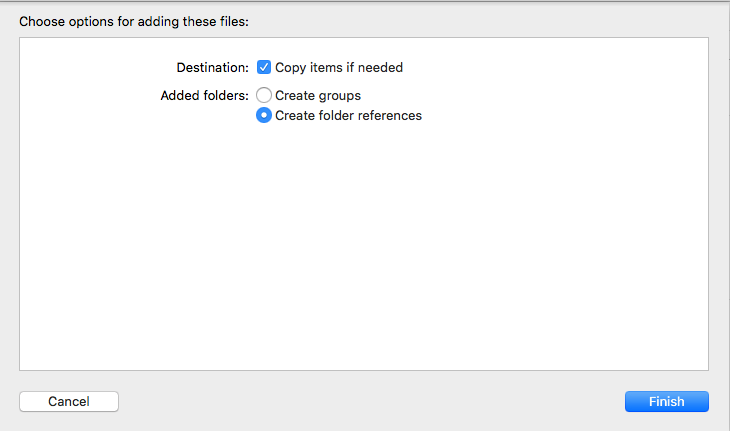 Choose options for adding these files:
Destination: Copy items if needed
Added folders: Create groups
Create folder references
Cancel Finish